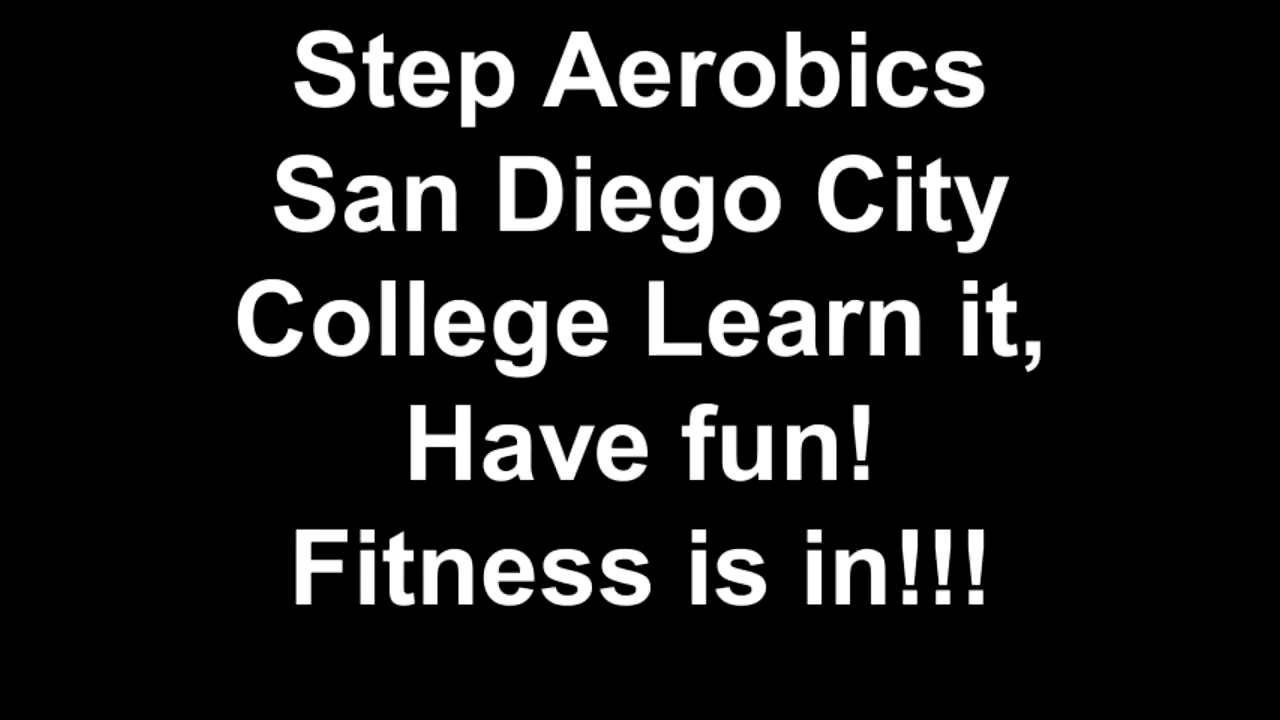 Step Aerobics
San Diego City
College Learn it,
Have fun!
Fitness is in!!!